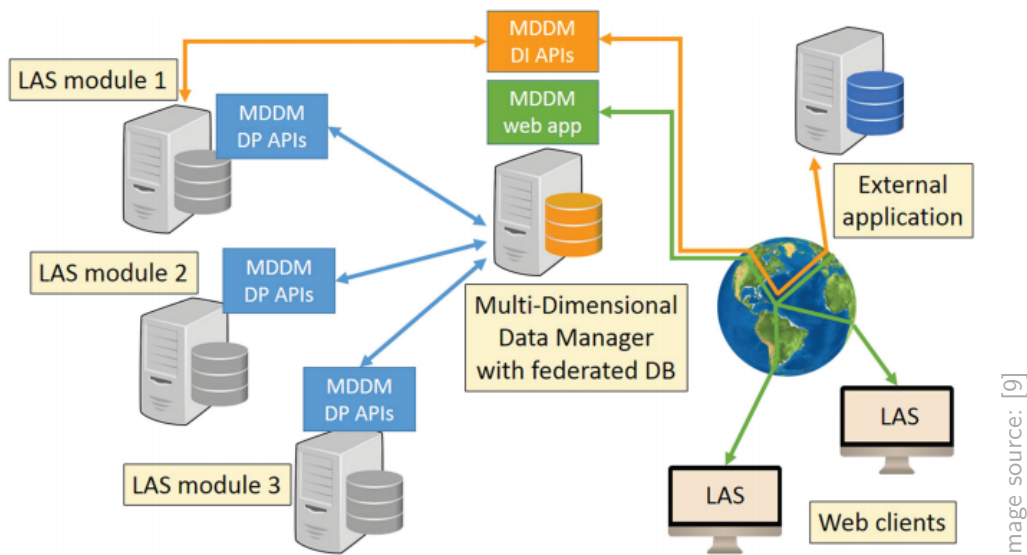 MDDM
DI APIs
LAS module 1
MDDM
DP APIs
MDDM
web app
External
application
LAS module 2
MDDM
DP APIs
Multi-Dimensional
Data Manager
with federated DB
MDDM
DP APIs
LAS module 3
LAS
LAS
Web clients
mage source: [9]